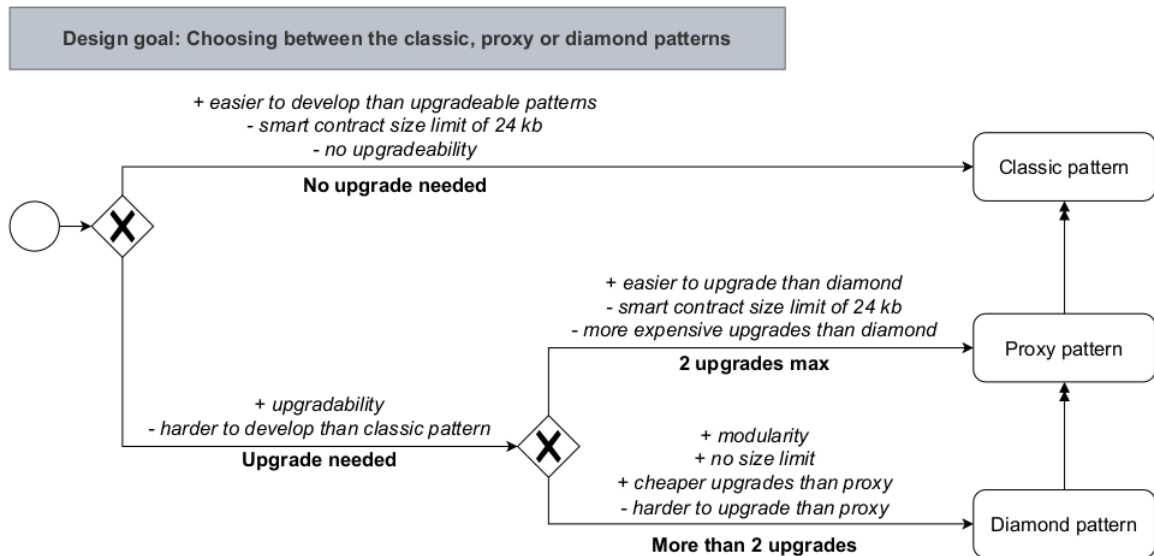 Design goal: Choosing between the classic, proxy or diamond patterns
+ easier to develop than upgradeable patterns
- smart contract size limit of 24 kb
- no upgradeability
No upgrade needed
Classic pattern
+ easier to upgrade than diamond
- smart contract size limit of 24 kb
- more expensive upgrades than diamond
2 upgrades max
Proxy pattern
+ upgradability
- harder to develop than classic pattern
Upgrade needed
+ modularity
+ no size limit
+ cheaper upgrades than proxy
- harder to upgrade than proxy
More than 2 upgrades
Diamond pattern